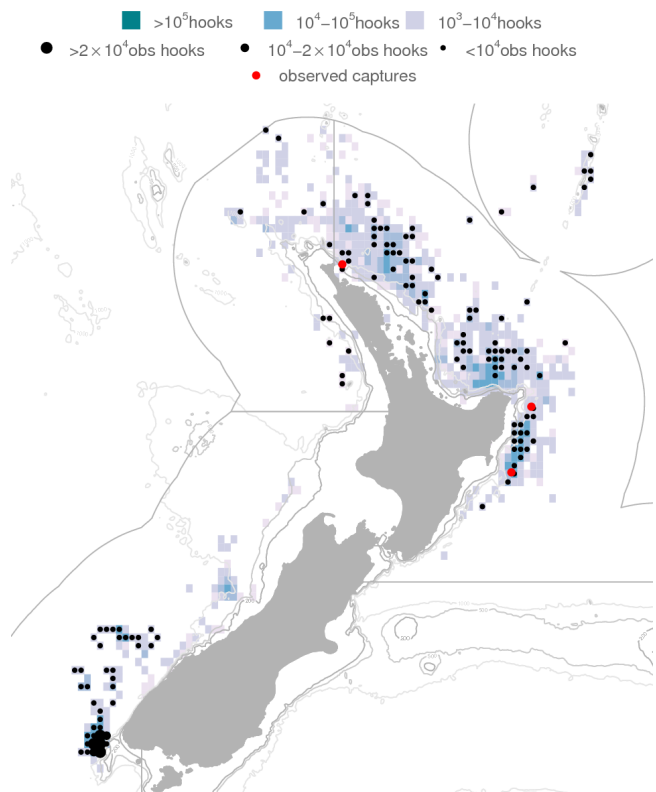 >10⁵hooks 10⁴−10⁵hooks 10³−10⁴hooks
>2×10⁴obs hooks 10⁴−2×10⁴obs hooks <10⁴obs hooks
observed captures